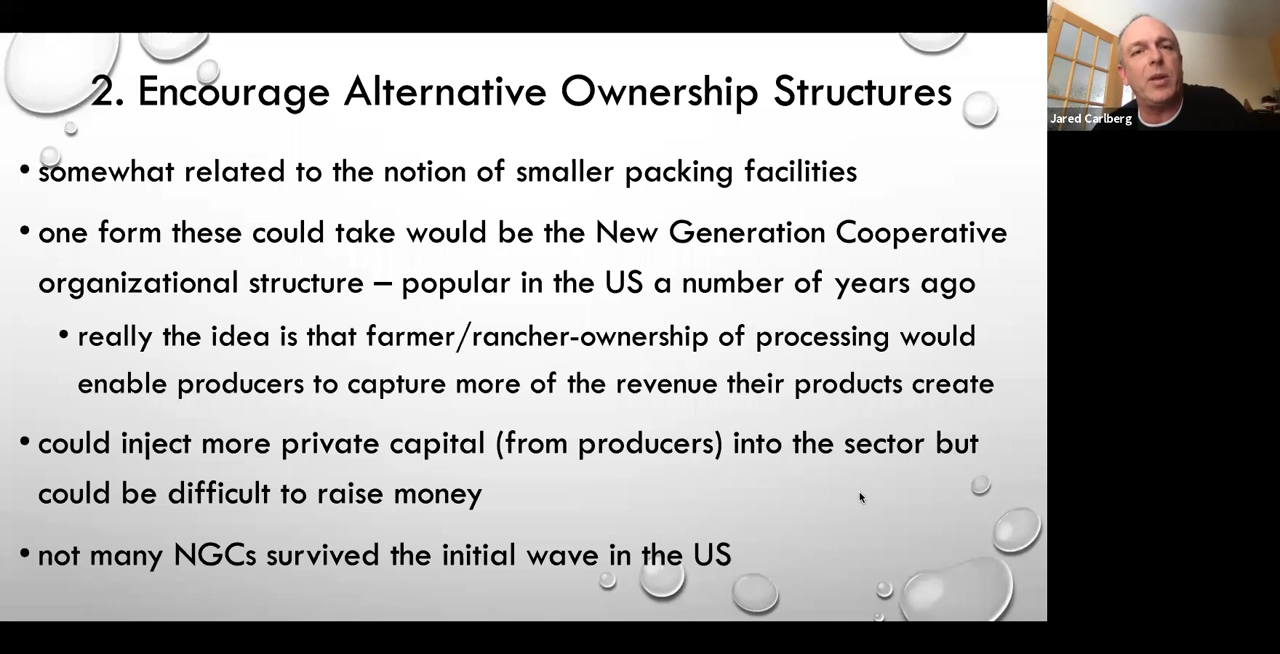 2. Encourage Alternative Ownership Structures
• somewhat related to the notion of smaller packing facilities
• one form these could take would be the New Generation Cooperative
organizational structure – popular in the US a number of years ago
• really the idea is that farmer/rancher-ownership of processing would
enable producers to capture more of the revenue their products create
• could inject more private capital (from producers) into the sector but
could be difficult to raise money
• not many NGCs survived the initial wave in the US
Jared Carlberg